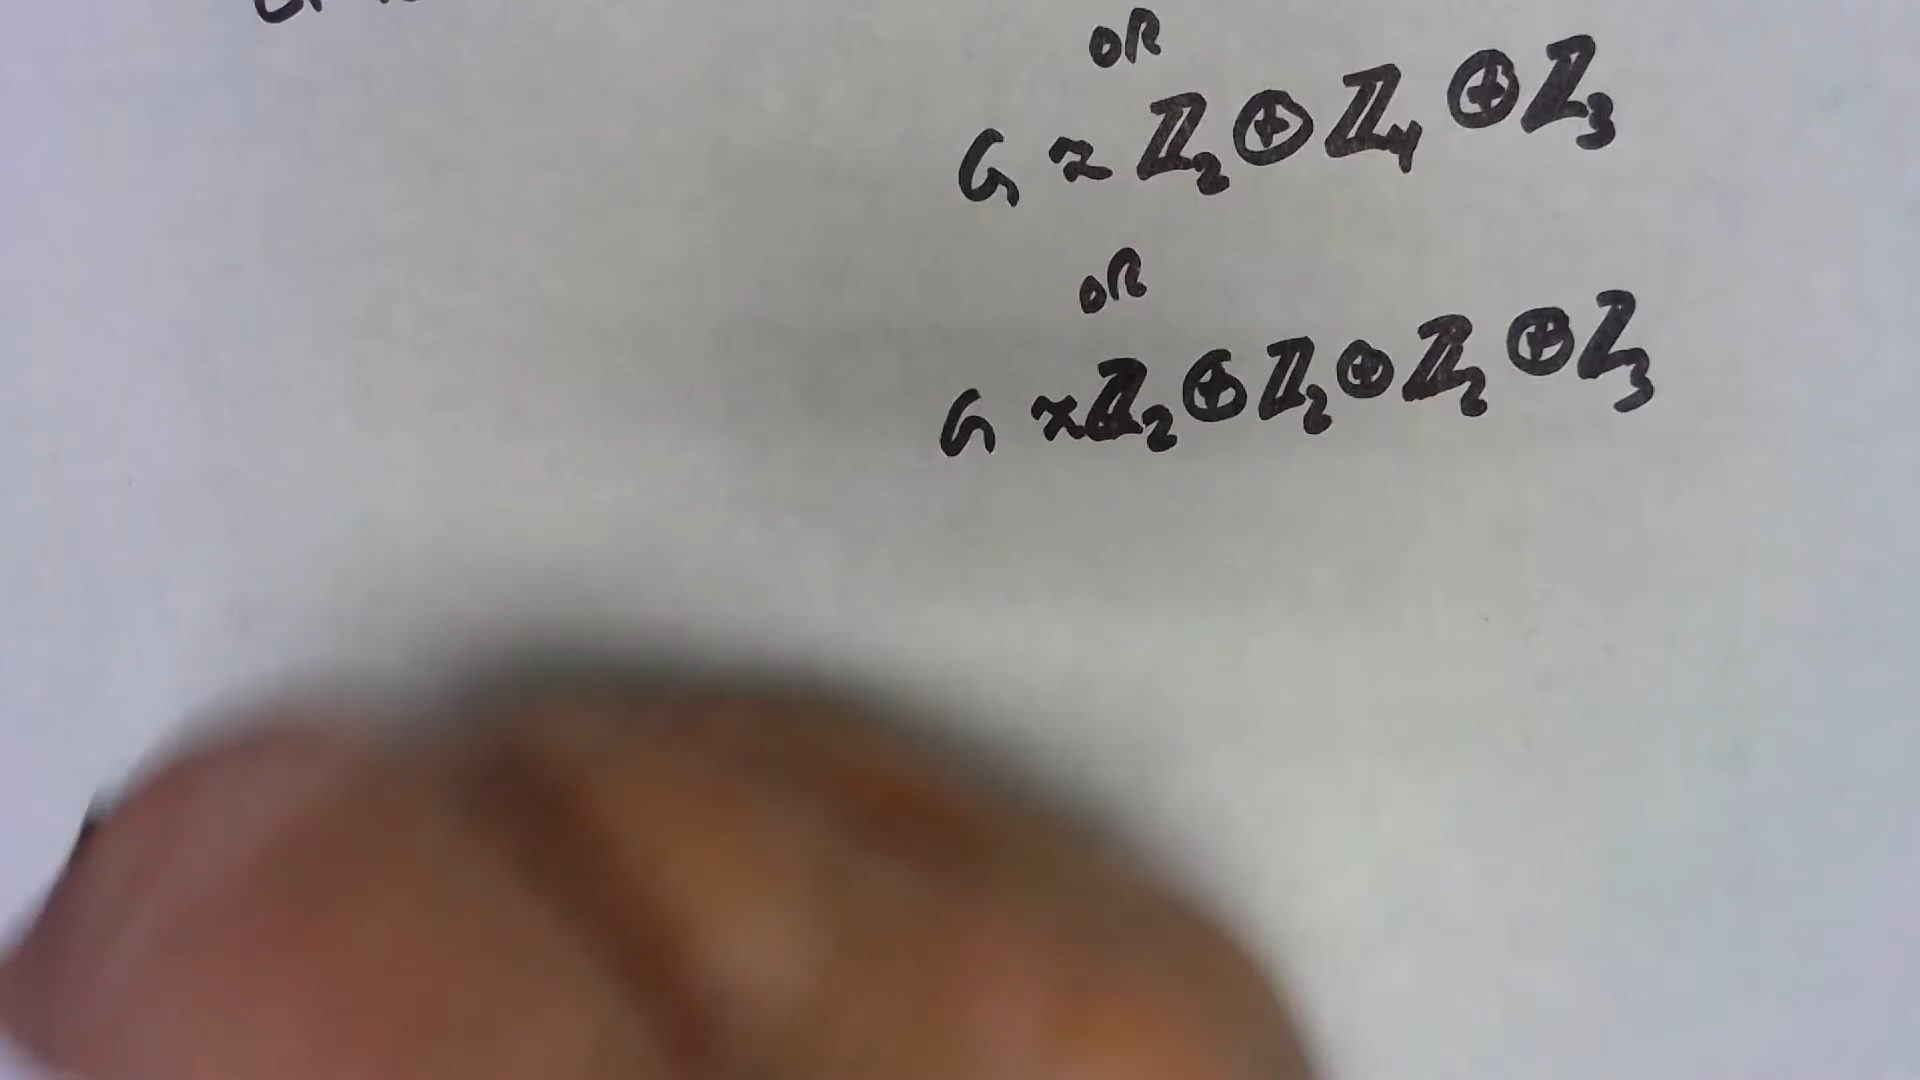 OR
G ≈ ℤ₂ ⊕ ℤ₄ ⊕ ℤ₃
OR
G ≈ ℤ₂ ⊕ ℤ₂ ⊕ ℤ₂ ⊕ ℤ₃